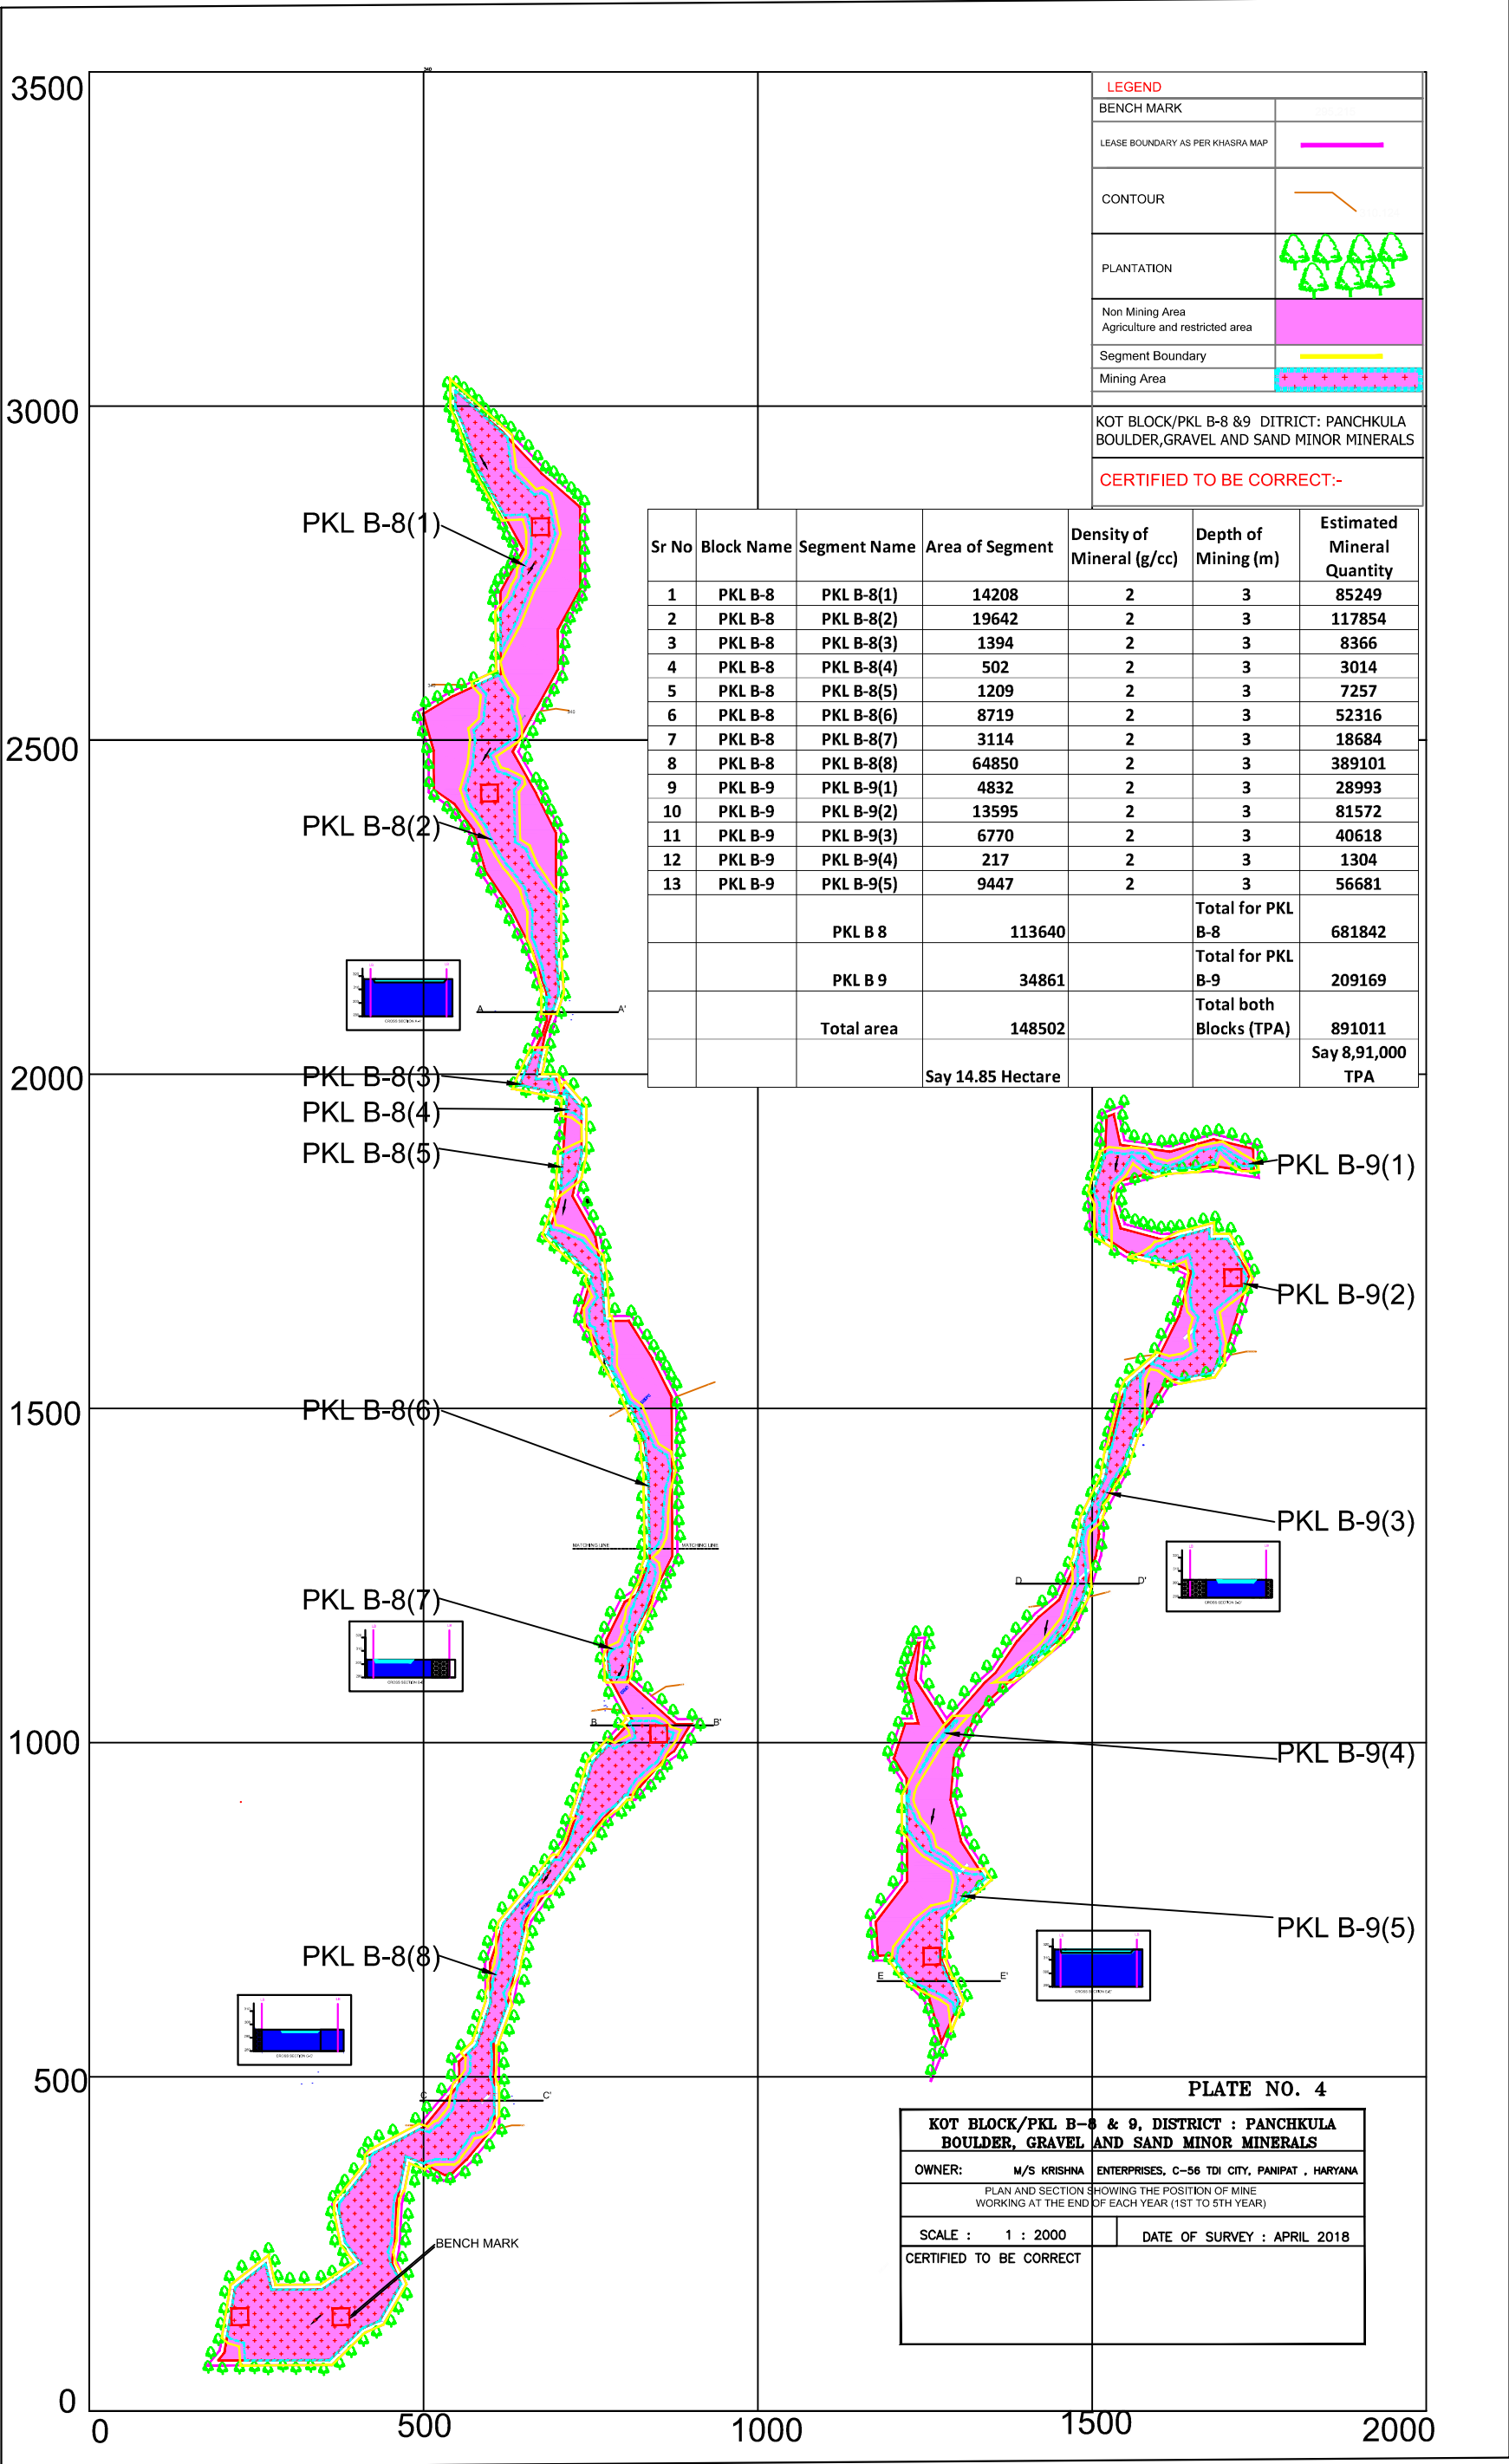 3500
3000
2500
2000
1500
1000
500
0
0
500
1000
1500
2000
340
LEGEND
BENCH MARK
LEASE BOUNDARY AS PER KHASRA MAP
CONTOUR
PLANTATION
Non Mining Area
Agriculture and restricted area
Segment Boundary
Mining Area
KOT BLOCK/PKL B-8 &9 DITRICT: PANCHKULA
BOULDER,GRAVEL AND SAND MINOR MINERALS
CERTIFIED TO BE CORRECT:-
Sr No Block Name Segment Name Area of Segment Density of Mineral (g/cc) Depth of Mining (m) Estimated Mineral Quantity
1 PKL B-8 PKL B-8(1) 14208 2 3 85249
2 PKL B-8 PKL B-8(2) 19642 2 3 117854
3 PKL B-8 PKL B-8(3) 1394 2 3 8366
4 PKL B-8 PKL B-8(4) 502 2 3 3014
5 PKL B-8 PKL B-8(5) 1209 2 3 7257
6 PKL B-8 PKL B-8(6) 8719 2 3 52316
7 PKL B-8 PKL B-8(7) 3114 2 3 18684
8 PKL B-8 PKL B-8(8) 64850 2 3 389101
9 PKL B-9 PKL B-9(1) 4832 2 3 28993
10 PKL B-9 PKL B-9(2) 13595 2 3 81572
11 PKL B-9 PKL B-9(3) 6770 2 3 40618
12 PKL B-9 PKL B-9(4) 217 2 3 1304
13 PKL B-9 PKL B-9(5) 9447 2 3 56681
PKL B 8 113640 Total for PKL B-8 681842
PKL B 9 34861 Total for PKL B-9 209169
Total area 148502 Total both Blocks (TPA) 891011
Say 14.85 Hectare Say 8,91,000 TPA
PKL B-8(1)
PKL B-8(2)
A A'
PKL B-8(3)
PKL B-8(4)
PKL B-8(5)
PKL B-8(6)
MATCHING LINE MATCHING LINE
PKL B-8(7)
B B'
PKL B-8(8)
C C'
BENCH MARK
PKL B-9(1)
PKL B-9(2)
PKL B-9(3)
D D'
PKL B-9(4)
PKL B-9(5)
E E'
PLATE NO. 4
KOT BLOCK/PKL B-8 & 9, DISTRICT : PANCHKULA
BOULDER, GRAVEL AND SAND MINOR MINERALS
OWNER: M/S KRISHNA ENTERPRISES, C-56 TDI CITY, PANIPAT , HARYANA
PLAN AND SECTION SHOWING THE POSITION OF MINE
WORKING AT THE END OF EACH YEAR (1ST TO 5TH YEAR)
SCALE : 1 : 2000 DATE OF SURVEY : APRIL 2018
CERTIFIED TO BE CORRECT